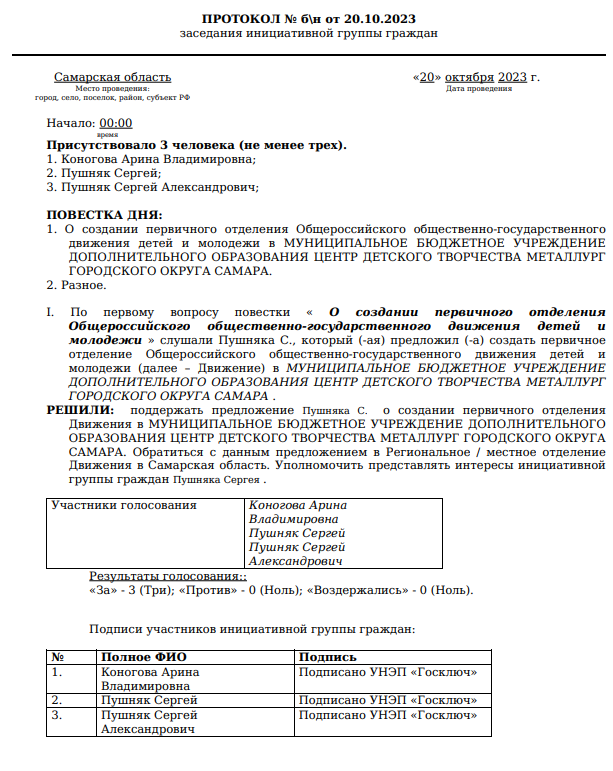 ПРОТОКОЛ № б\н от 20.10.2023
заседания инициативной группы граждан
Самарская область
«20» октября 2023 г.
Место проведения:
Дата проведения
город, село, поселок, район, субъект РФ
Начало: 00:00
время
Присутствовало 3 человека (не менее трех).
1. Коногова Арина Владимировна;
2. Пушняк Сергей;
3. Пушняк Сергей Александрович;
ПОВЕСТКА ДНЯ:
1. О создании первичного отделения Общероссийского общественно-государственного
движения детей и молодежи в МУНИЦИПАЛЬНОЕ БЮДЖЕТНОЕ УЧРЕЖДЕНИЕ
ДОПОЛНИТЕЛЬНОГО ОБРАЗОВАНИЯ ЦЕНТР ДЕТСКОГО ТВОРЧЕСТВА МЕТАЛЛУРГ
ГОРОДСКОГО ОКРУГА САМАРА.
2. Разное.
I. По первому вопросу повестки « О создании первичного отделения
Общероссийского общественно-государственного движения детей и
молодежи » слушали Пушняка С., который (-ая) предложил (-а) создать первичное
отделение Общероссийского общественно-государственного движения детей и
молодежи (далее – Движение) в МУНИЦИПАЛЬНОЕ БЮДЖЕТНОЕ УЧРЕЖДЕНИЕ
ДОПОЛНИТЕЛЬНОГО ОБРАЗОВАНИЯ ЦЕНТР ДЕТСКОГО ТВОРЧЕСТВА МЕТАЛЛУРГ
ГОРОДСКОГО ОКРУГА САМАРА .
РЕШИЛИ: поддержать предложение Пушняка С. о создании первичного отделения
Движения в МУНИЦИПАЛЬНОЕ БЮДЖЕТНОЕ УЧРЕЖДЕНИЕ ДОПОЛНИТЕЛЬНОГО
ОБРАЗОВАНИЯ ЦЕНТР ДЕТСКОГО ТВОРЧЕСТВА МЕТАЛЛУРГ ГОРОДСКОГО ОКРУГА
САМАРА. Обратиться с данным предложением в Региональное / местное отделение
Движения в Самарская область. Уполномочить представлять интересы инициативной
группы граждан Пушняка Сергея .
Участники голосования
Коногова Арина
Владимировна
Пушняк Сергей
Пушняк Сергей
Александрович
Результаты голосования::
«За» - 3 (Три); «Против» - 0 (Ноль); «Воздержались» - 0 (Ноль).
Подписи участников инициативной группы граждан:
№ Полное ФИО Подпись
1. Коногова Арина Подписано УНЭП «Госключ»
Владимировна
2. Пушняк Сергей Подписано УНЭП «Госключ»
3. Пушняк Сергей Подписано УНЭП «Госключ»
Александрович